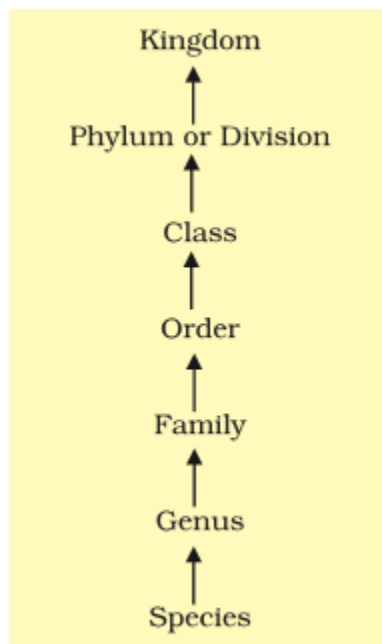 Kingdom
Phylum or Division
Class
Order
Family
Genus
Species